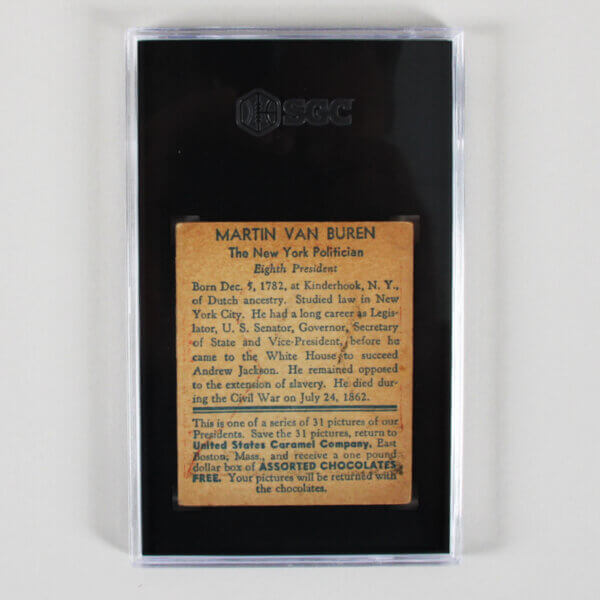 SGC
MARTIN VAN BUREN
The New York Politician
Eighth President
Born Dec. 5, 1782, at Kinderhook, N. Y.,
of Dutch ancestry. Studied law in New
York City. He had a long career as Legis-
lator, U. S. Senator, Governor, Secretary
of State and Vice-President, before he
came to the White House to succeed
Andrew Jackson. He remained opposed
to the extension of slavery. He died dur-
ing the Civil War on July 24, 1862.
This is one of a series of 31 pictures of our
Presidents. Save the 31 pictures, return to
United States Caramel Company, East
Boston, Mass., and receive a one pound
dollar box of ASSORTED CHOCOLATES
FREE. Your pictures will be returned with
the chocolates.